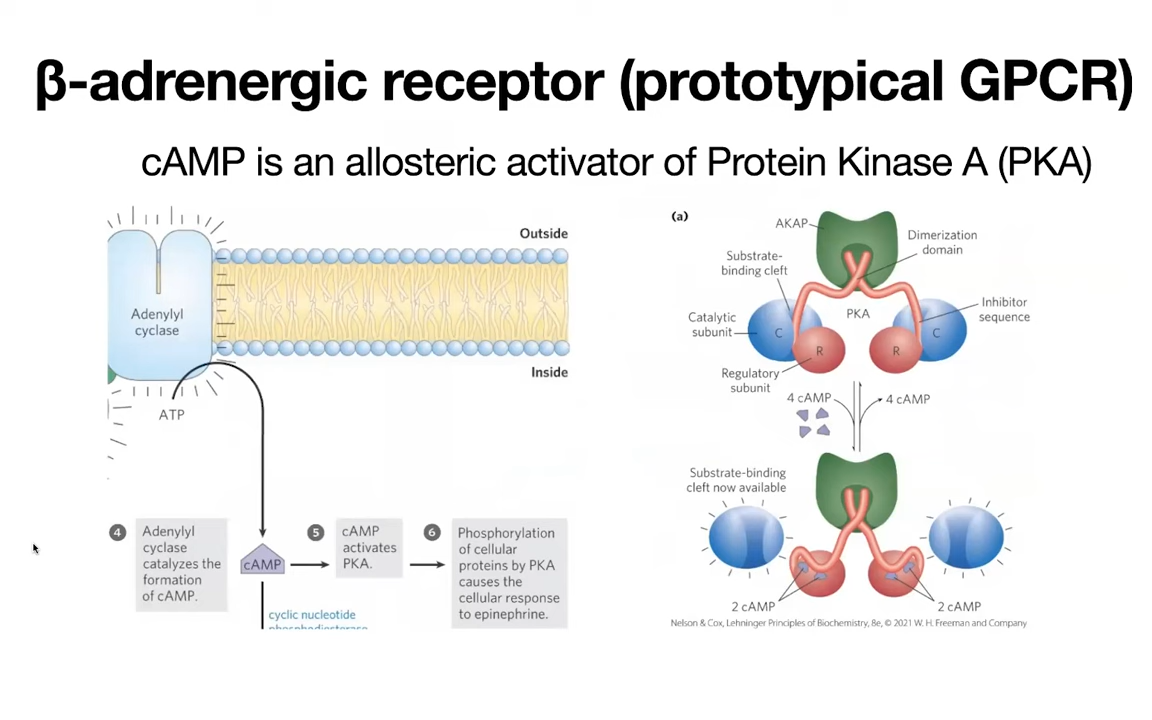 β-adrenergic receptor (prototypical GPCR)
cAMP is an allosteric activator of Protein Kinase A (PKA)
Outside
Adenylyl
cyclase
Inside
ATP
4
Adenylyl
cyclase
catalyzes the
formation
of cAMP.
cAMP
5
cAMP
activates
PKA.
6
Phosphorylation
of cellular
proteins by PKA
causes the
cellular response
to epinephrine.
cyclic nucleotide
phosphodiesterase
(a)
AKAP
Dimerization
domain
Substrate-
binding cleft
PKA
Inhibitor
sequence
Catalytic
subunit
C
C
R
R
Regulatory
subunit
4 cAMP
4 cAMP
Substrate-binding
cleft now available
2 cAMP
2 cAMP
Nelson & Cox, Lehninger Principles of Biochemistry, 8e, © 2021 W. H. Freeman and Company